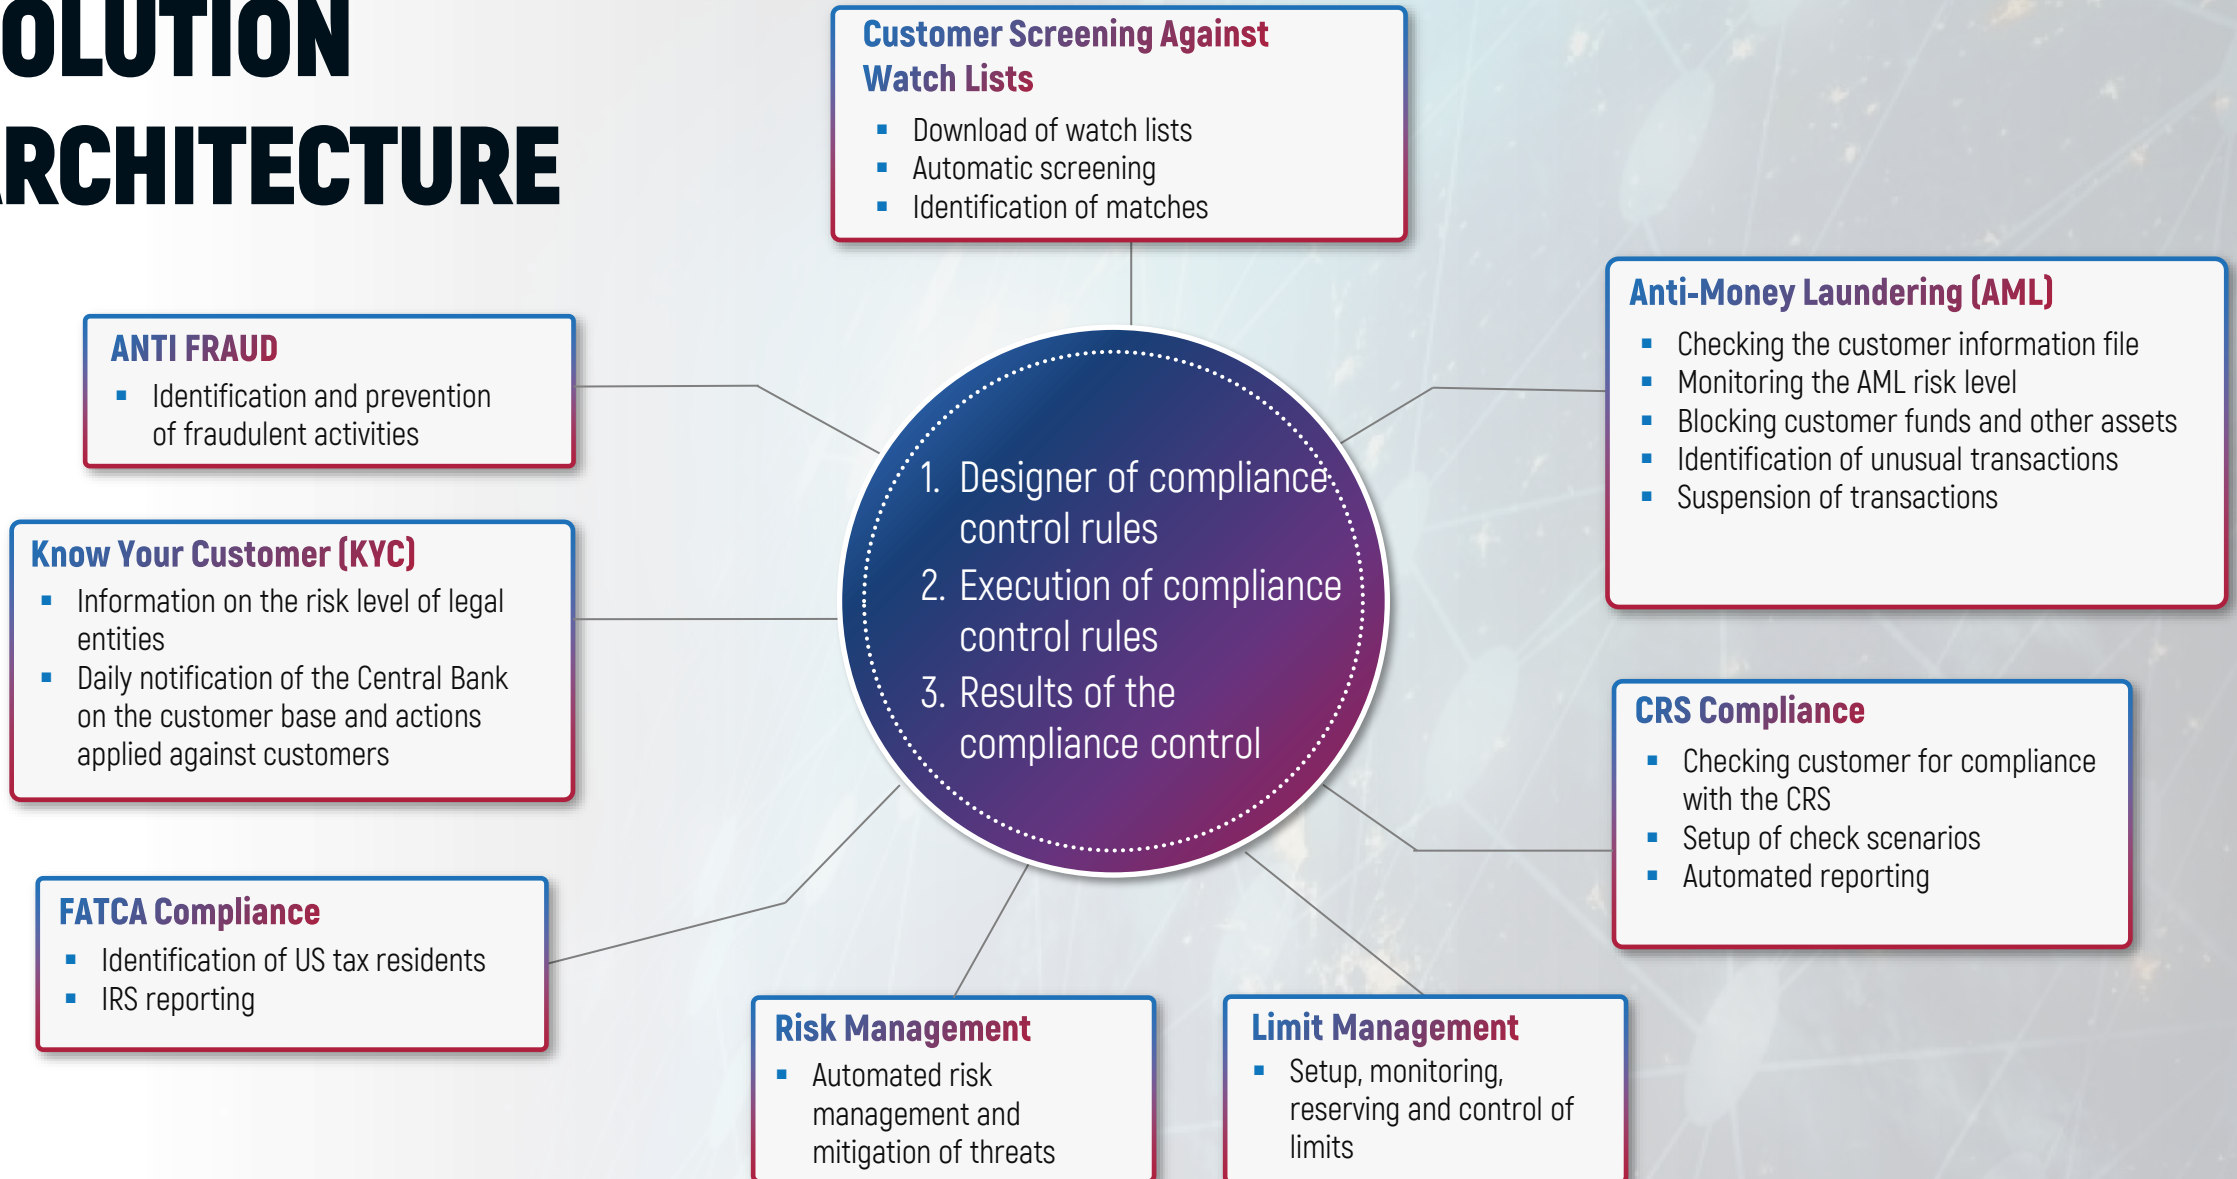 OLUTION
ARCHITECTURE
Customer Screening Against
Watch Lists
▪ Download of watch lists
▪ Automatic screening
▪ Identification of matches
ANTI FRAUD
▪ Identification and prevention
of fraudulent activities
Anti-Money Laundering (AML)
▪ Checking the customer information file
▪ Monitoring the AML risk level
▪ Blocking customer funds and other assets
▪ Identification of unusual transactions
▪ Suspension of transactions
1. Designer of compliance
control rules
2. Execution of compliance
control rules
3. Results of the
compliance control
Know Your Customer (KYC)
▪ Information on the risk level of legal
entities
▪ Daily notification of the Central Bank
on the customer base and actions
applied against customers
CRS Compliance
▪ Checking customer for compliance
with the CRS
▪ Setup of check scenarios
▪ Automated reporting
FATCA Compliance
▪ Identification of US tax residents
▪ IRS reporting
Risk Management
▪ Automated risk
management and
mitigation of threats
Limit Management
▪ Setup, monitoring,
reserving and control of
limits